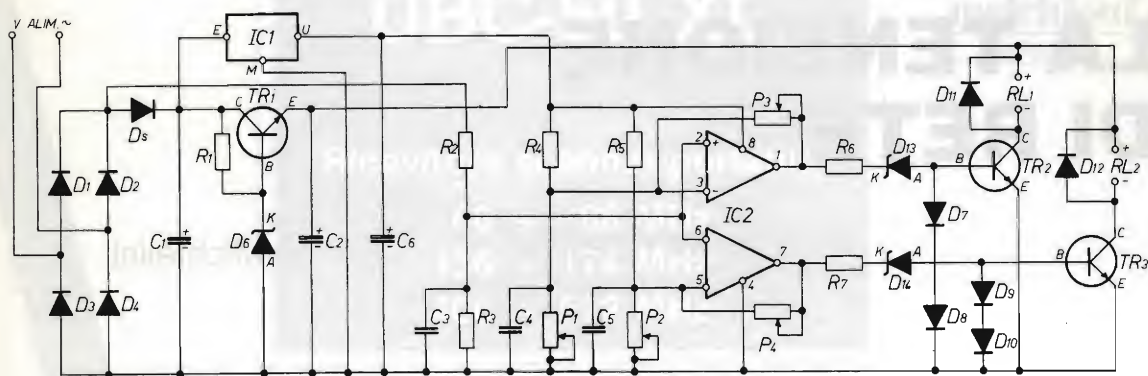 V ALIM. ~
E IC1 U
M
TR1
C E
B
D5
R1
D1 D2
D3 D4
C1 + -
D6 K A
C2 + -
C6 + -
R2 R4 R5
P3
2 + 8
1
3 -
IC2
6
7
5 4
P4
C3 R3 C4 P1 C5 P2
R6 K D13 A
R7 K D14 A
D7
D8
D9
D10
D11
+ RL1 -
B C TR2 E
D12
+ RL2 -
B C TR3 E